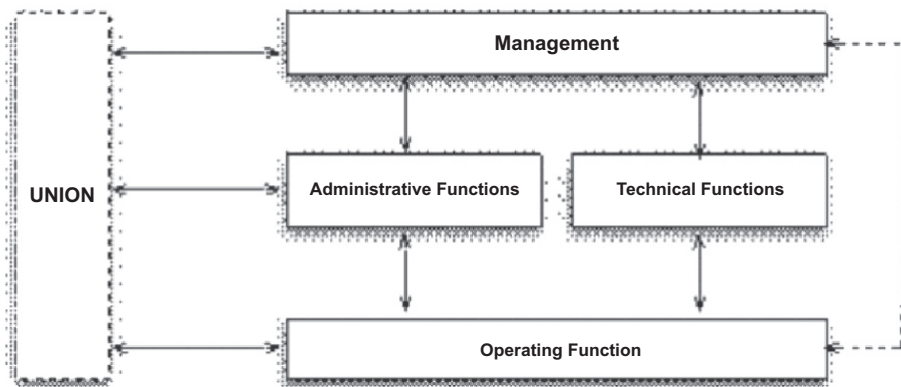 Management
UNION
Administrative Functions
Technical Functions
Operating Function